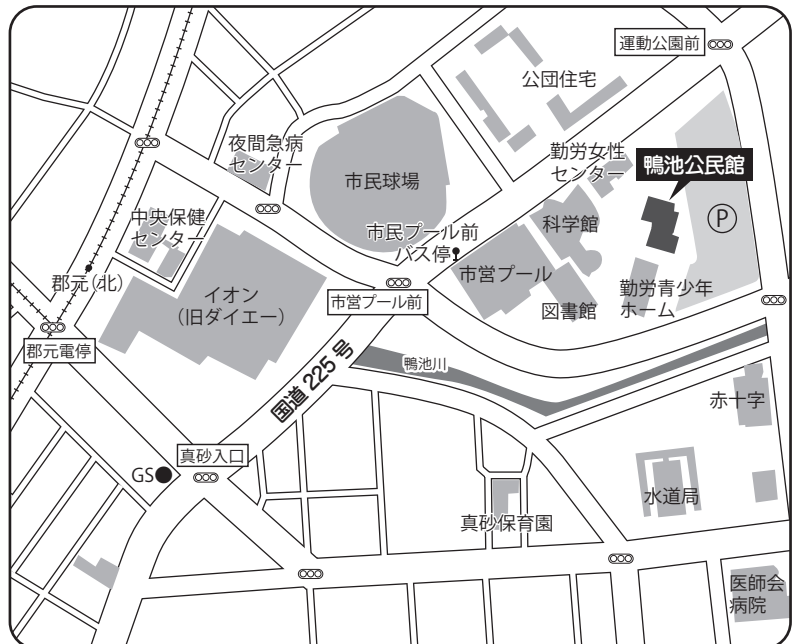 運動公園前
公団住宅
夜間急病
センター
勤労女性
センター
鴨池公民館
市民球場
中央保健
センター
科学館
Ⓟ
市民プール前
バス停
市営プール
郡元(北)
イオン
(旧ダイエー)
市営プール前
図書館
勤労青少年
ホーム
郡元電停
国道225号
鴨池川
赤十字
真砂入口
GS
水道局
真砂保育園
医師会
病院